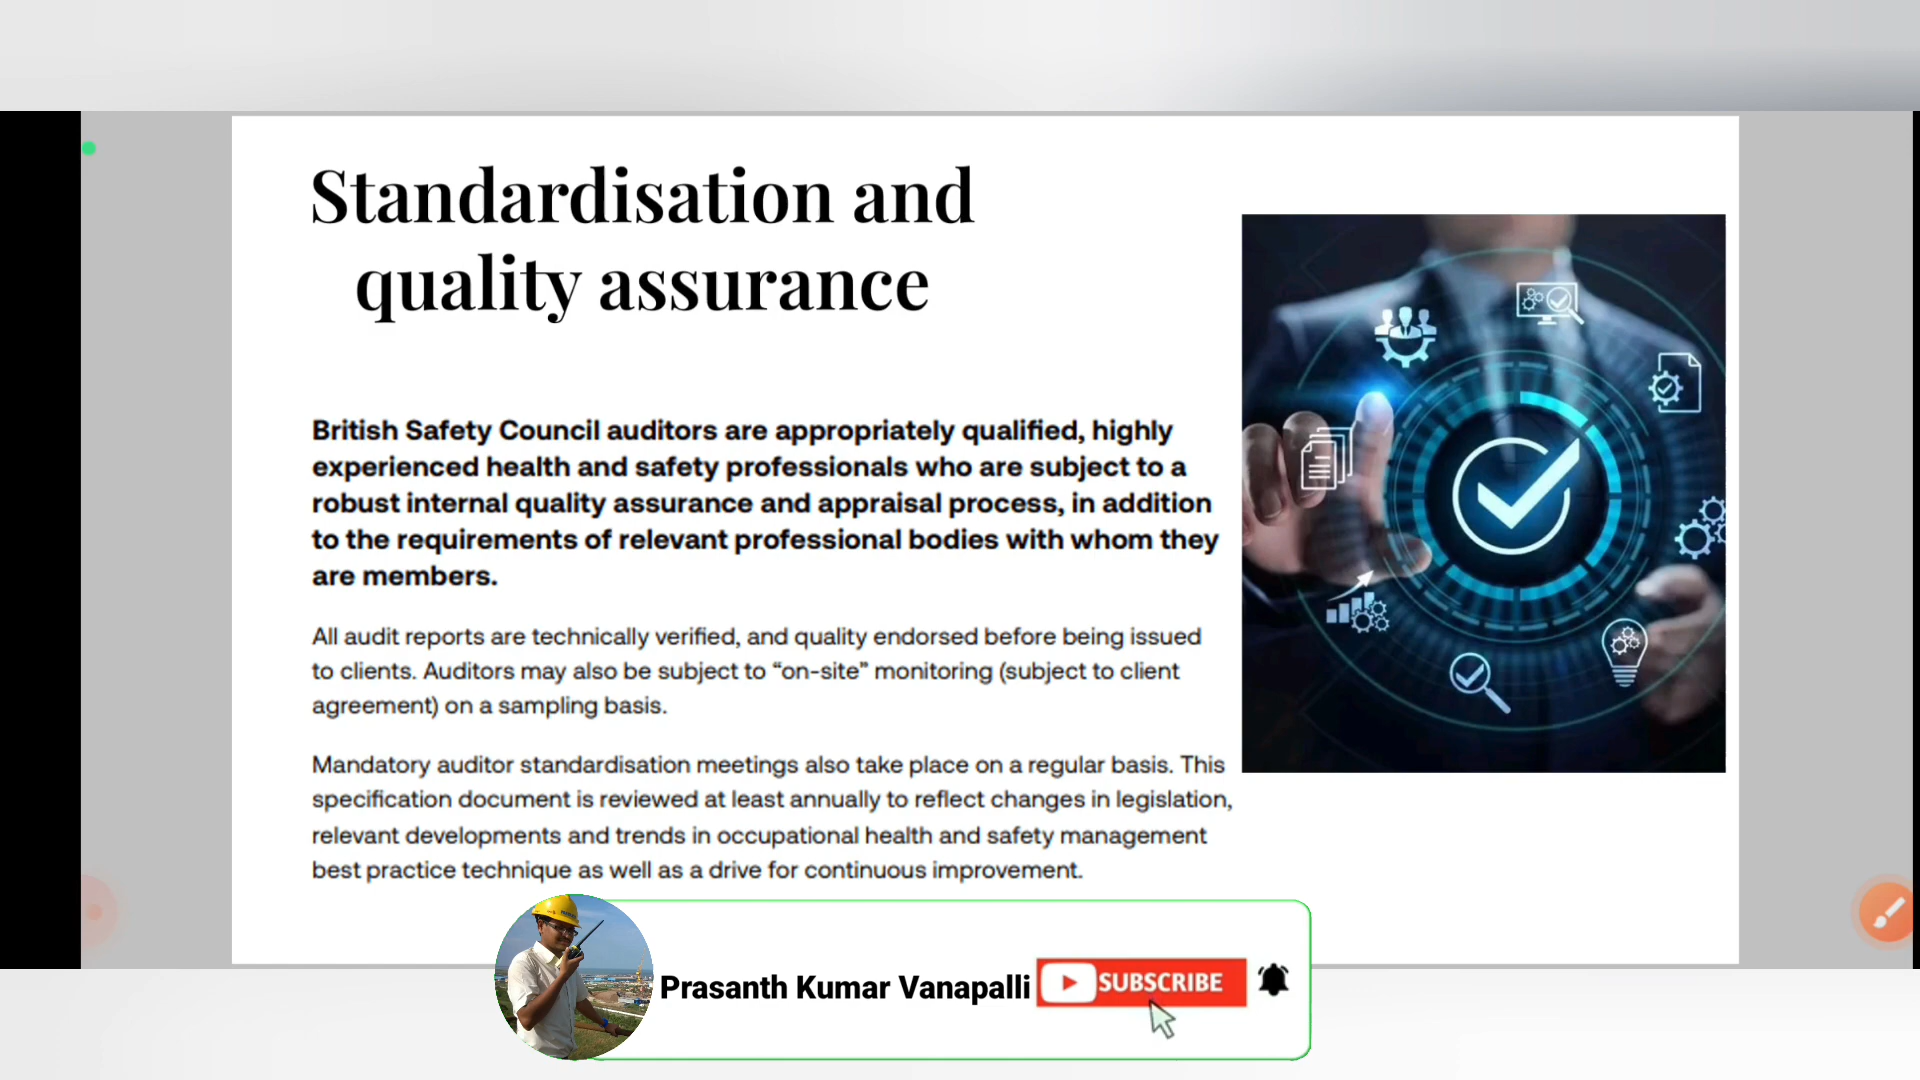 Standardisation and
quality assurance
British Safety Council auditors are appropriately qualified, highly
experienced health and safety professionals who are subject to a
robust internal quality assurance and appraisal process, in addition
to the requirements of relevant professional bodies with whom they
are members.
All audit reports are technically verified, and quality endorsed before being issued
to clients. Auditors may also be subject to “on-site” monitoring (subject to client
agreement) on a sampling basis.
Mandatory auditor standardisation meetings also take place on a regular basis. This
specification document is reviewed at least annually to reflect changes in legislation,
relevant developments and trends in occupational health and safety management
best practice technique as well as a drive for continuous improvement.
Prasanth Kumar Vanapalli
SUBSCRIBE